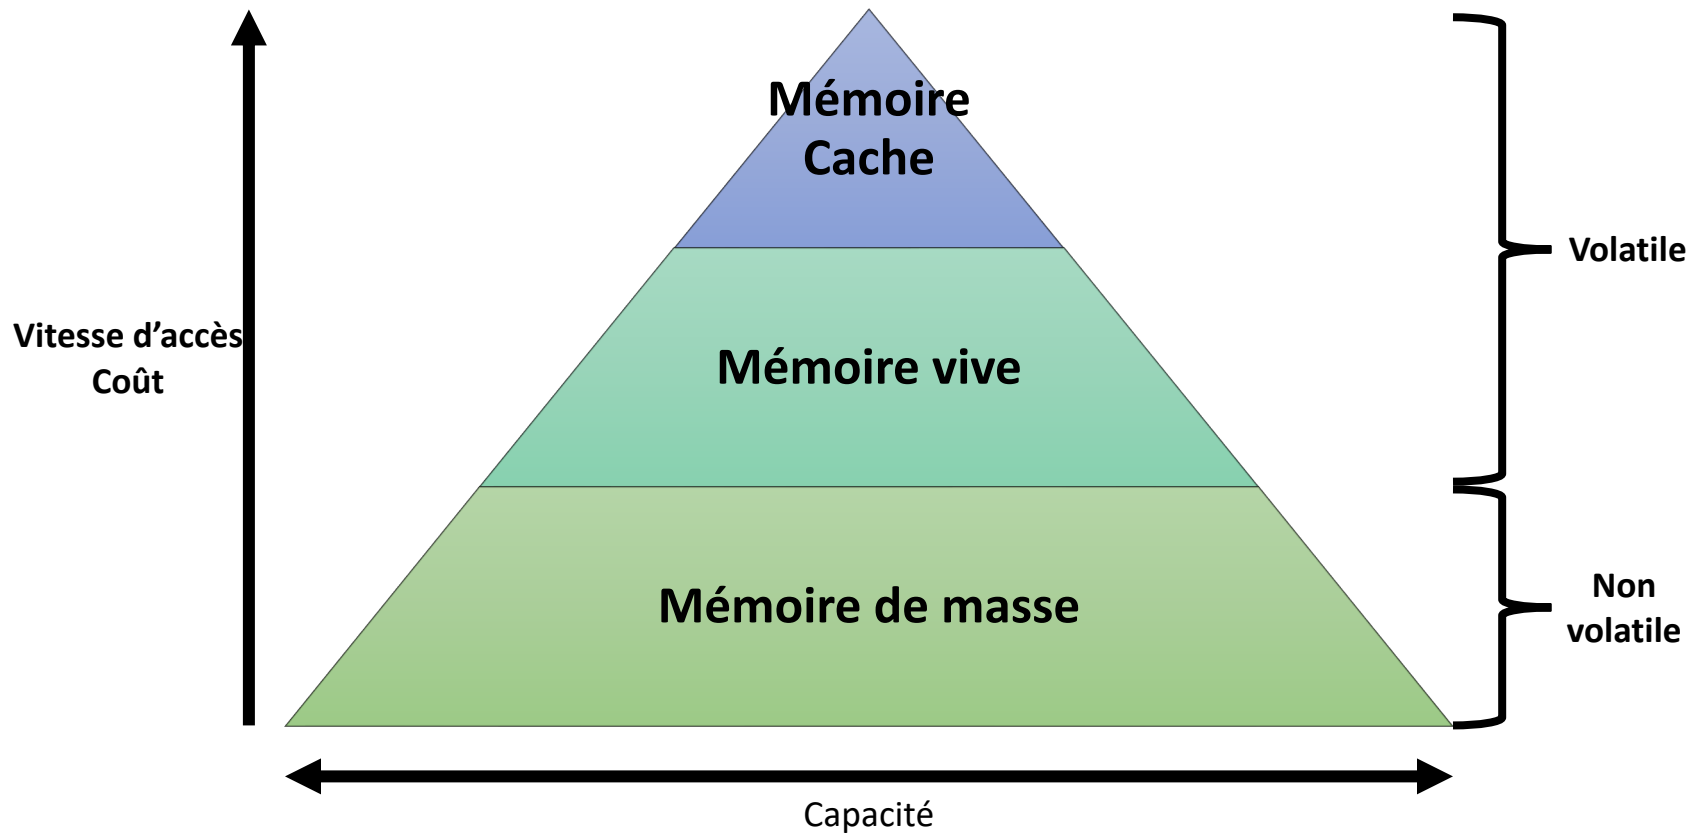 Mémoire
Cache
Volatile
Vitesse d’accès
Coût
Mémoire vive
Mémoire de masse
Non
volatile
Capacité